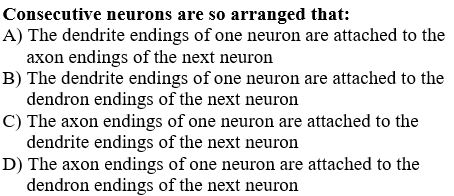 Consecutive neurons are so arranged that:
A) The dendrite endings of one neuron are attached to the
axon endings of the next neuron
B) The dendrite endings of one neuron are attached to the
dendron endings of the next neuron
C) The axon endings of one neuron are attached to the
dendrite endings of the next neuron
D) The axon endings of one neuron are attached to the
dendron endings of the next neuron